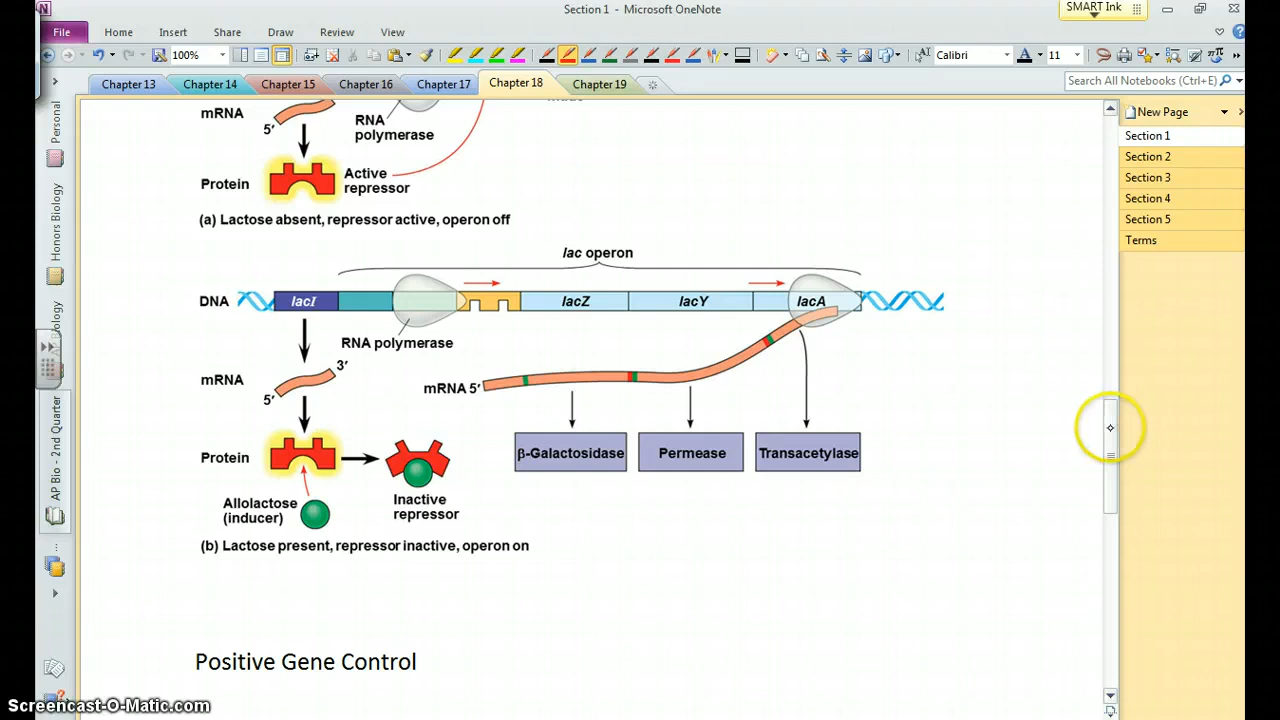 Section 1 - Microsoft OneNote
SMART Ink
File Home Insert Share Draw Review View
100% Calibri 11
Chapter 13 Chapter 14 Chapter 15 Chapter 16 Chapter 17 Chapter 18 Chapter 19
Search All Notebooks (Ctrl+E)
New Page
Section 1
Section 2
Section 3
Section 4
Section 5
Terms
Personal
Honors Biology
AP Bio - 2nd Quarter
mRNA
5′
RNA
polymerase
Protein
Active
repressor
(a) Lactose absent, repressor active, operon off
lac operon
DNA
lacI
lacZ
lacY
lacA
RNA polymerase
mRNA
3′
5′
mRNA 5′
Protein
β-Galactosidase
Permease
Transacetylase
Allolactose
(inducer)
Inactive
repressor
(b) Lactose present, repressor inactive, operon on
Positive Gene Control
Screencast-O-Matic.com